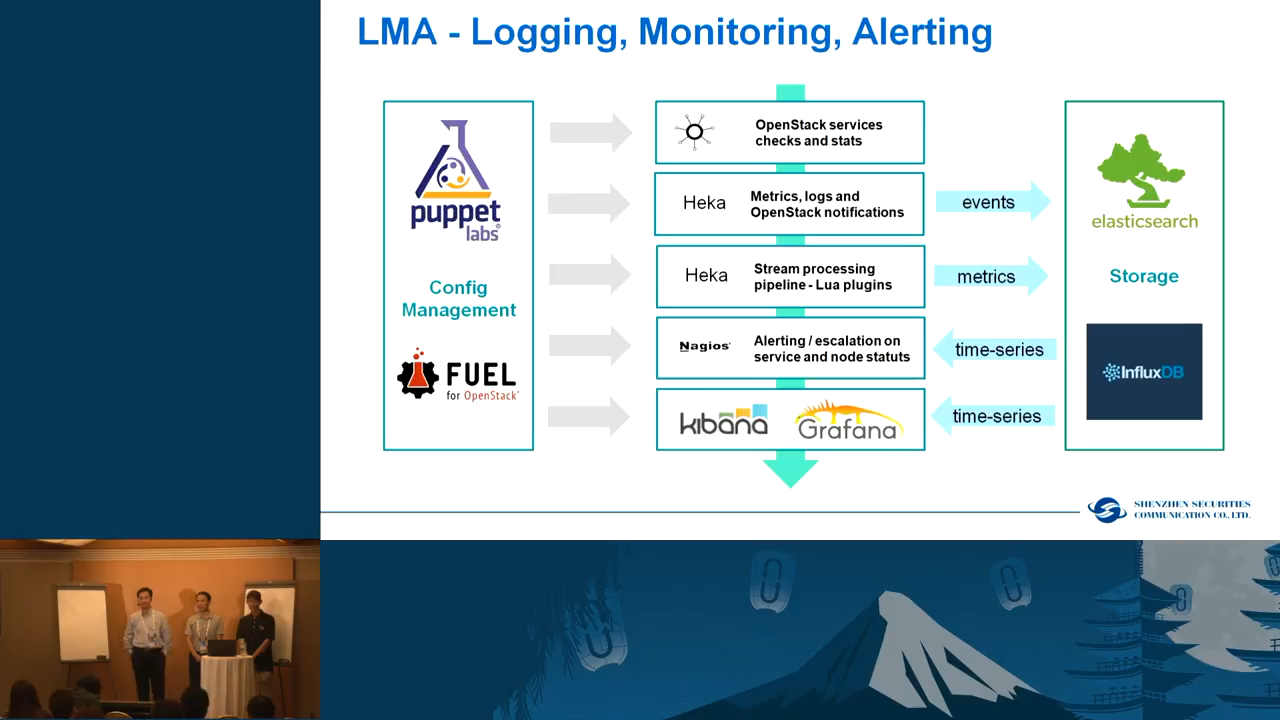 LMA - Logging, Monitoring, Alerting
puppet
labs
Config
Management
FUEL
for OpenStack
OpenStack services
checks and stats
Heka
Metrics, logs and
OpenStack notifications
Heka
Stream processing
pipeline - Lua plugins
Nagios
Alerting / escalation on
service and node statuts
kibana
Grafana
events
metrics
time-series
time-series
elasticsearch
Storage
InfluxDB
SHENZHEN SECURITIES
COMMUNICATION CO., LTD.